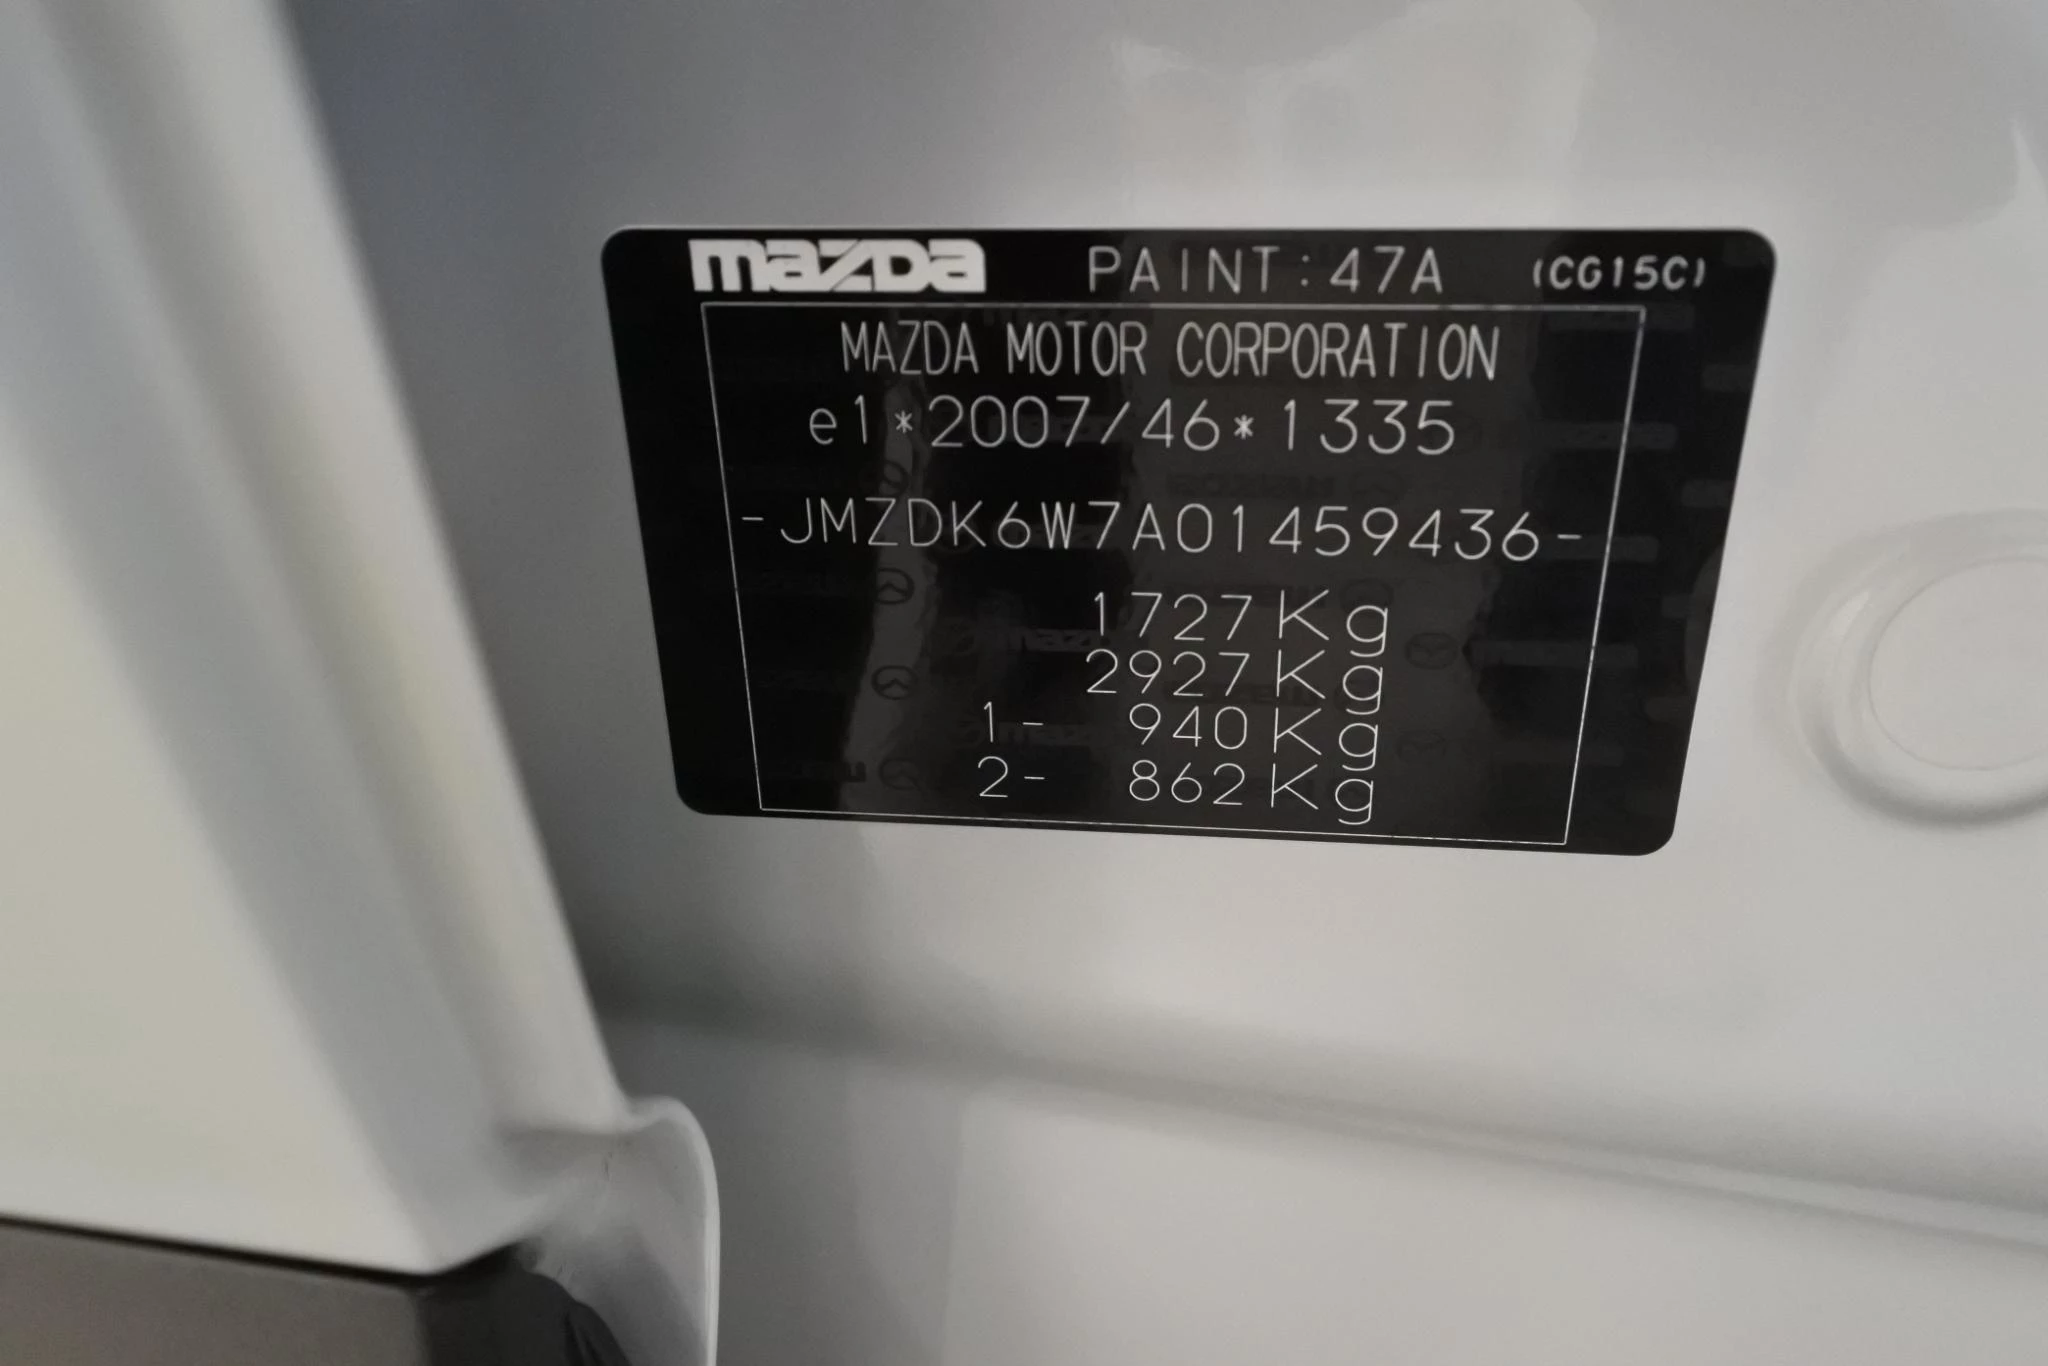 mazda PAINT:47A (CG15C)
MAZDA MOTOR CORPORATION
e1*2007/46*1335
-JMZDK6W7A01459436-
1727Kg
2927Kg
1- 940Kg
2- 862Kg